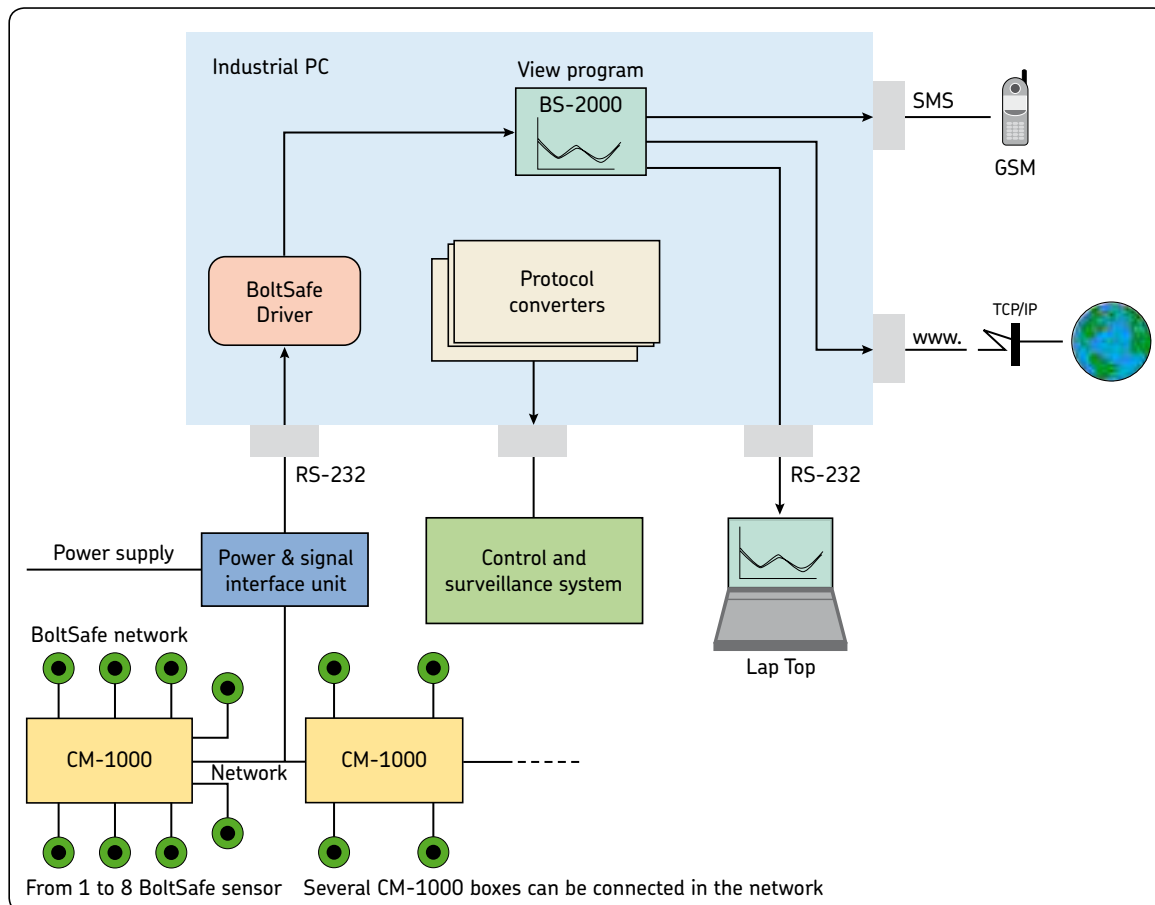 Industrial PC
View program
BS-2000
SMS
GSM
BoltSafe
Driver
Protocol
converters
TCP/IP
www.
RS-232
RS-232
Power supply
Power & signal
interface unit
Control and
surveillance system
Lap Top
BoltSafe network
CM-1000
Network
CM-1000
From 1 to 8 BoltSafe sensor
Several CM-1000 boxes can be connected in the network